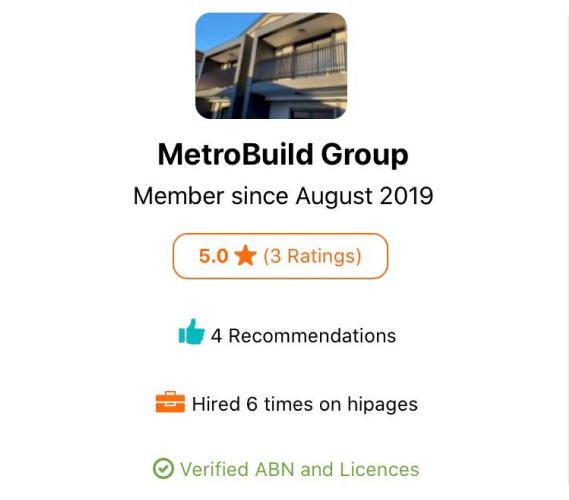 MetroBuild Group
Member since August 2019
5.0 ★ (3 Ratings)
4 Recommendations
Hired 6 times on hipages
Verified ABN and Licences